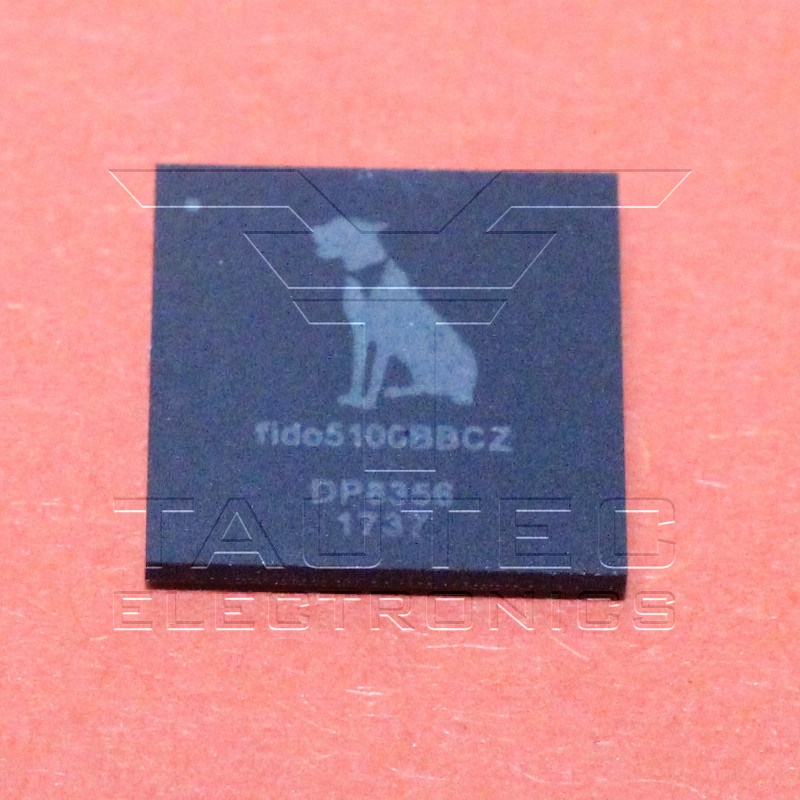 fido5100BBCZ
DP8356
1737
TAUTEC
ELECTRONICS